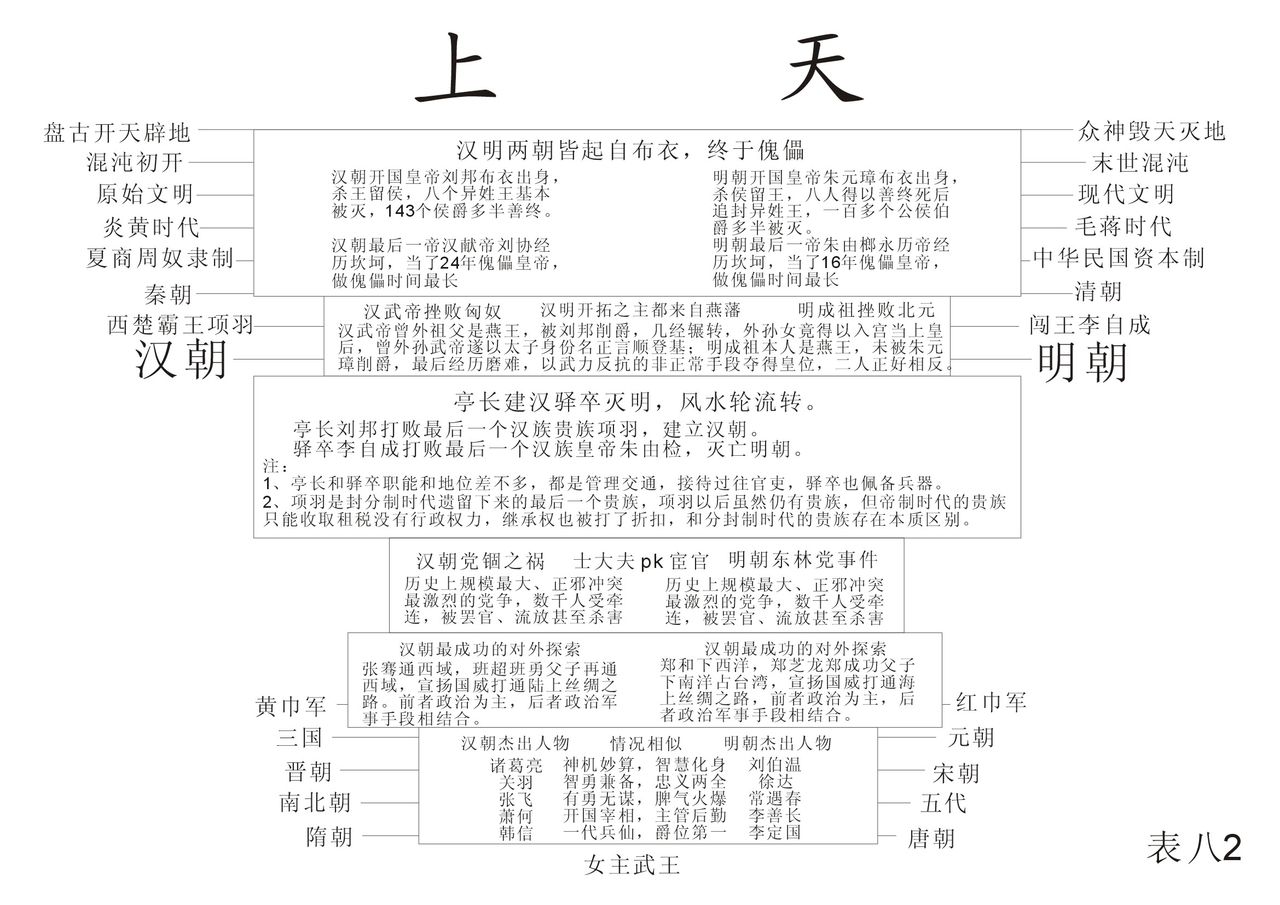 上 天
盘古开天辟地
混沌初开
原始文明
炎黄时代
夏商周奴隶制
秦朝
西楚霸王项羽
汉朝
众神毁天灭地
末世混沌
现代文明
毛蒋时代
中华民国资本制
清朝
闯王李自成
明朝
汉明两朝皆起自布衣，终于傀儡
汉朝开国皇帝刘邦布衣出身，
杀王留侯，八个异姓王基本
被灭，143个侯爵多半善终。
汉朝最后一帝汉献帝刘协经
历坎坷，当了24年傀儡皇帝，
做傀儡时间最长
明朝开国皇帝朱元璋布衣出身，
杀侯留王，八人得以善终死后
追封异姓王，一百多个公侯伯
爵多半被灭。
明朝最后一帝朱由榔永历帝经
历坎坷，当了16年傀儡皇帝，
做傀儡时间最长
汉武帝挫败匈奴 汉明开拓之主都来自燕藩 明成祖挫败北元
汉武帝曾外祖父是燕王，被刘邦削爵，几经辗转，外孙女竟得以入宫当上皇
后，曾外孙武帝遂以太子身份名正言顺登基；明成祖本人是燕王，未被朱元
璋削爵，最后经历磨难，以武力反抗的非正常手段夺得皇位，二人正好相反。
亭长建汉驿卒灭明，风水轮流转。
亭长刘邦打败最后一个汉族贵族项羽，建立汉朝。
驿卒李自成打败最后一个汉族皇帝朱由检，灭亡明朝。
注：
1、亭长和驿卒职能和地位差不多，都是管理交通，接待过往官吏，驿卒也佩备兵器。
2、项羽是封分制时代遗留下来的最后一个贵族，项羽以后虽然仍有贵族，但帝制时代的贵族
只能收取租税没有行政权力，继承权也被打了折扣，和分封制时代的贵族存在本质区别。
汉朝党锢之祸 士大夫pk宦官 明朝东林党事件
历史上规模最大、正邪冲突
最激烈的党争，数千人受牵
连，被罢官、流放甚至杀害
历史上规模最大、正邪冲突
最激烈的党争，数千人受牵
连，被罢官、流放甚至杀害
汉朝最成功的对外探索
张骞通西域，班超班勇父子再通
西域，宣扬国威打通陆上丝绸之
路。前者政治为主，后者政治军
事手段相结合。
汉朝最成功的对外探索
郑和下西洋，郑芝龙郑成功父子
下南洋占台湾，宣扬国威打通海
上丝绸之路，前者政治为主，后
者政治军事手段相结合。
黄巾军
三国
晋朝
南北朝
隋朝
红巾军
元朝
宋朝
五代
唐朝
汉朝杰出人物 情况相似 明朝杰出人物
诸葛亮 神机妙算，智慧化身 刘伯温
关羽 智勇兼备，忠义两全 徐达
张飞 有勇无谋，脾气火爆 常遇春
萧何 开国宰相，主管后勤 李善长
韩信 一代兵仙，爵位第一 李定国
女主武王
表八2